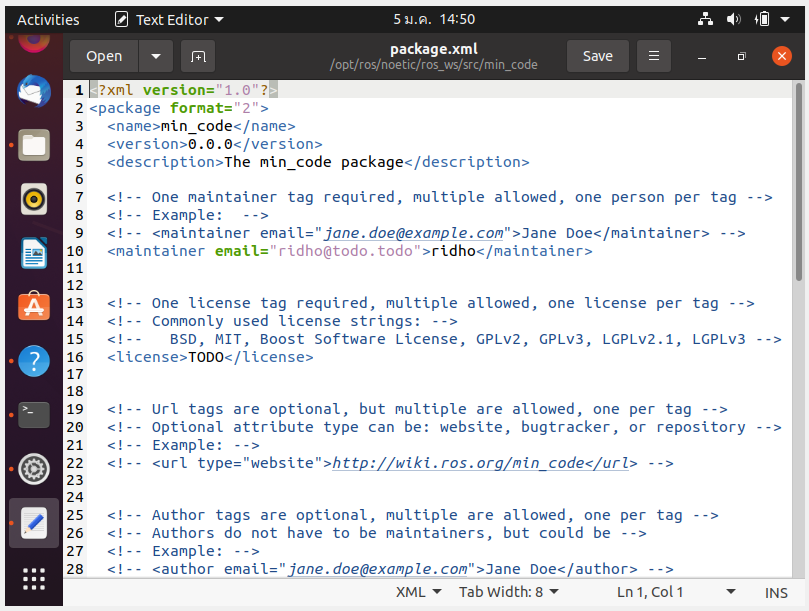 Activities Text Editor 5 ม.ค. 14:50
Open package.xml Save
/opt/ros/noetic/ros_ws/src/min_code
1 <?xml version="1.0"?>
2 <package format="2">
3 <name>min_code</name>
4 <version>0.0.0</version>
5 <description>The min_code package</description>
6
7 <!-- One maintainer tag required, multiple allowed, one person per tag -->
8 <!-- Example:  -->
9 <!-- <maintainer email="jane.doe@example.com">Jane Doe</maintainer> -->
10 <maintainer email="ridho@todo.todo">ridho</maintainer>
11
12
13 <!-- One license tag required, multiple allowed, one license per tag -->
14 <!-- Commonly used license strings: -->
15 <!--   BSD, MIT, Boost Software License, GPLv2, GPLv3, LGPLv2.1, LGPLv3 -->
16 <license>TODO</license>
17
18
19 <!-- Url tags are optional, but multiple are allowed, one per tag -->
20 <!-- Optional attribute type can be: website, bugtracker, or repository -->
21 <!-- Example: -->
22 <!-- <url type="website">http://wiki.ros.org/min_code</url> -->
23
24
25 <!-- Author tags are optional, multiple are allowed, one per tag -->
26 <!-- Authors do not have to be maintainers, but could be -->
27 <!-- Example: -->
28 <!-- <author email="jane.doe@example.com">Jane Doe</author> -->
XML Tab Width: 8 Ln 1, Col 1 INS